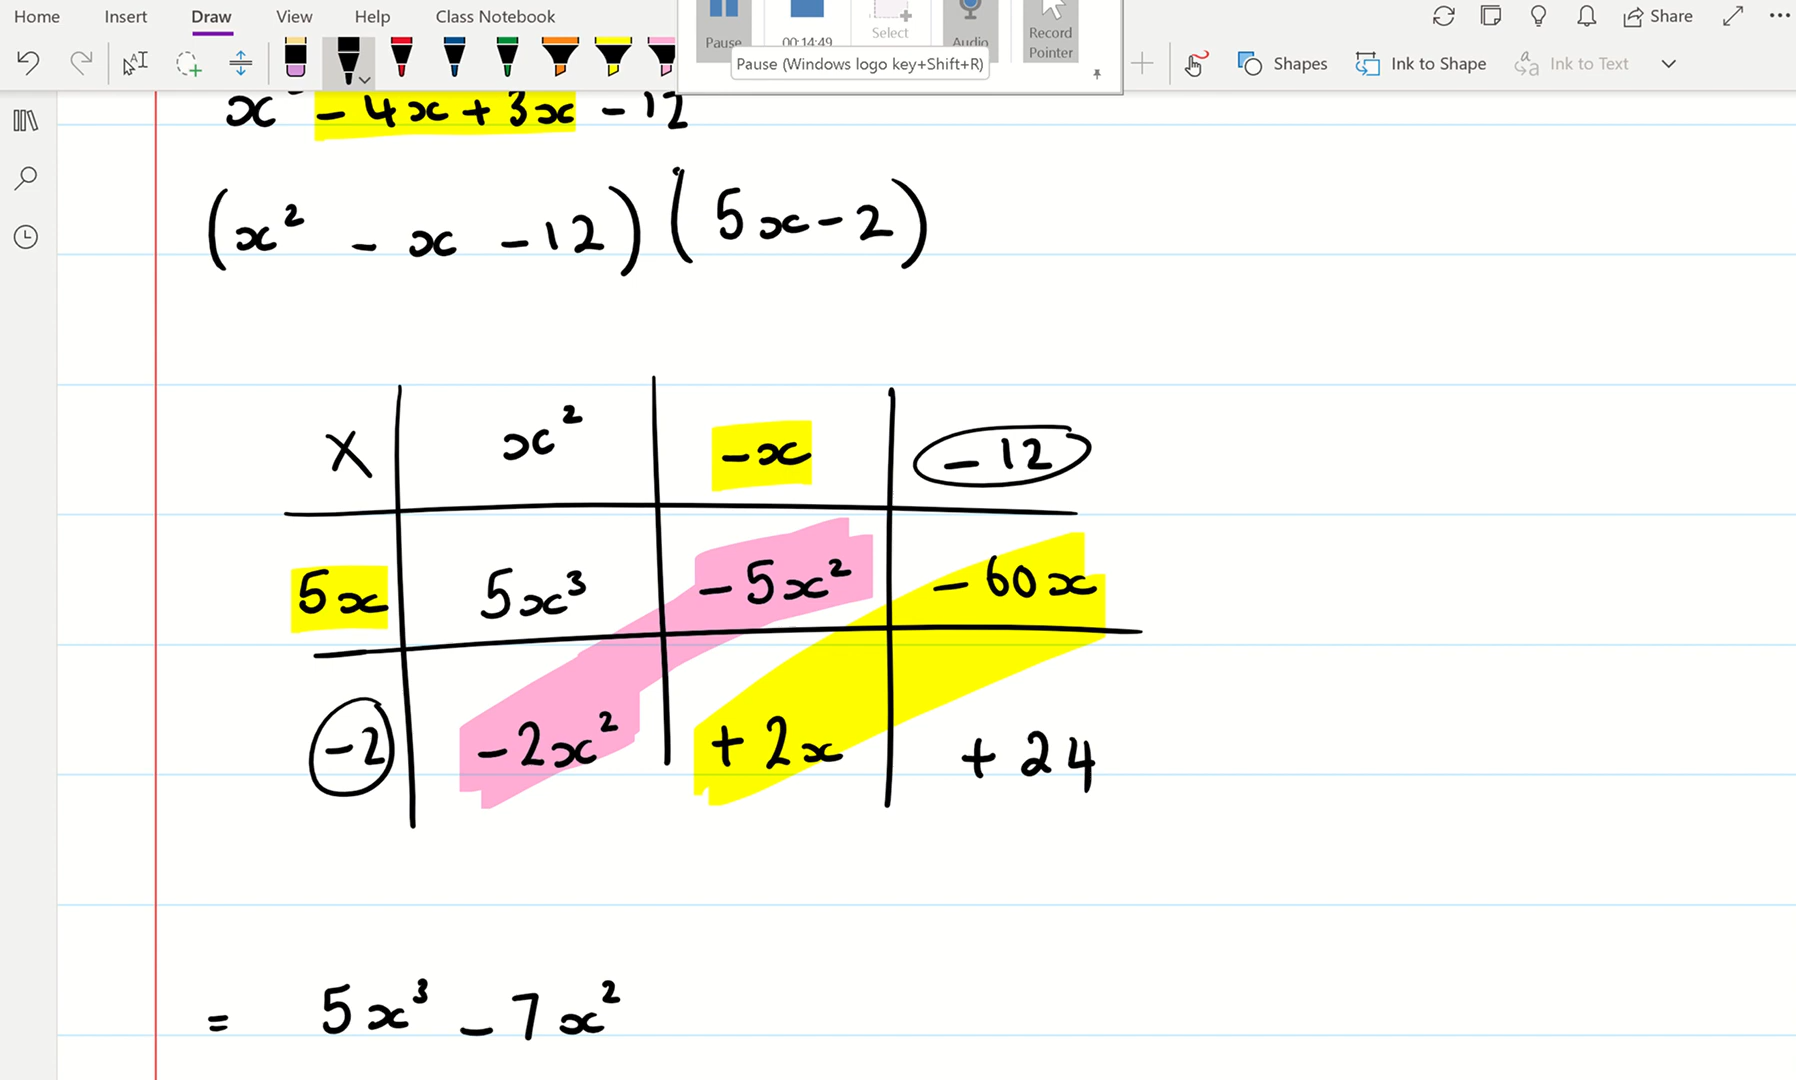 Home Insert Draw View Help Class Notebook
Share
Pause 00:14:49 Select Audio Record Pointer
Pause (Windows logo key+Shift+R)
Shapes Ink to Shape Ink to Text
x² - 4x + 3x - 12
(x² - x - 12)(5x - 2)
× x² -x -12
5x 5x³ -5x² -60x
-2 -2x² +2x +24
= 5x³ - 7x²